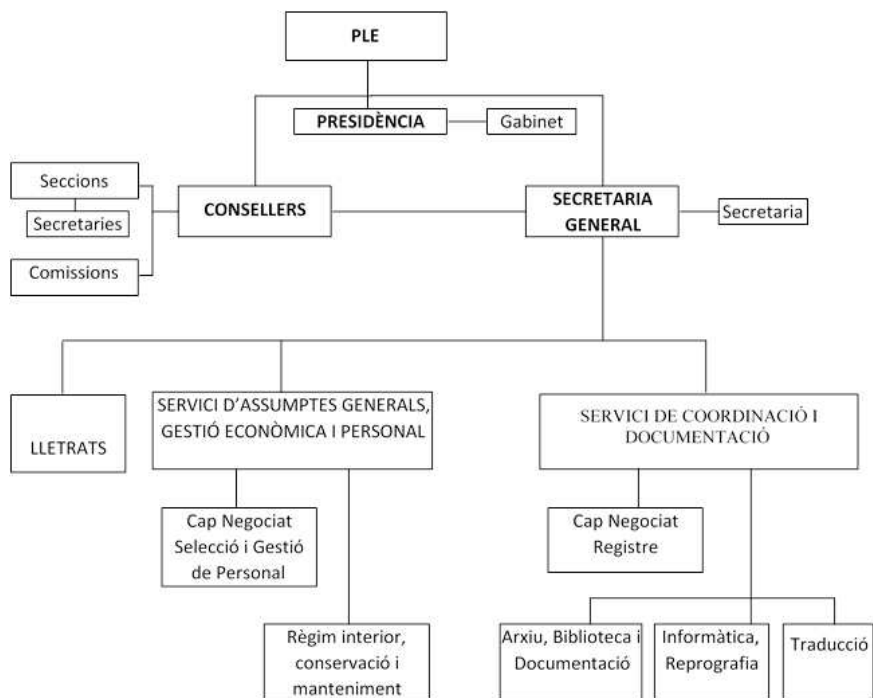 PLE
PRESIDÈNCIA
Gabinet
Seccions
Secretaries
Comissions
CONSELLERS
SECRETARIA
GENERAL
Secretaria
LLETRATS
SERVICI D’ASSUMPTES GENERALS,
GESTIÓ ECONÒMICA I PERSONAL
SERVICI DE COORDINACIÓ I
DOCUMENTACIÓ
Cap Negociat
Selecció i Gestió
de Personal
Cap Negociat
Registre
Règim interior,
conservació i
manteniment
Arxiu, Biblioteca i
Documentació
Informàtica,
Reprografia
Traducció